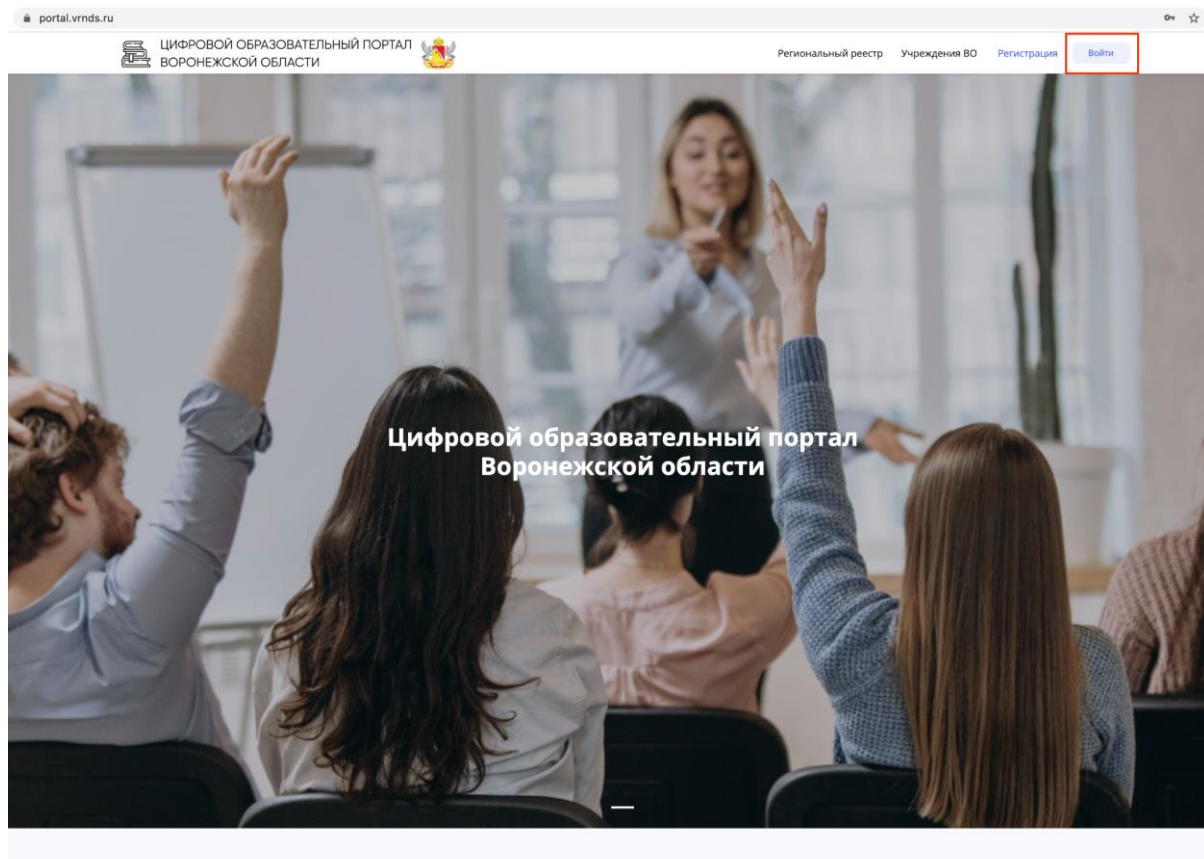 portal.vrnds.ru
ЦИФРОВОЙ ОБРАЗОВАТЕЛЬНЫЙ ПОРТАЛ
ВОРОНЕЖСКОЙ ОБЛАСТИ
Региональный реестр Учреждения ВО Регистрация Войти
Цифровой образовательный портал
Воронежской области